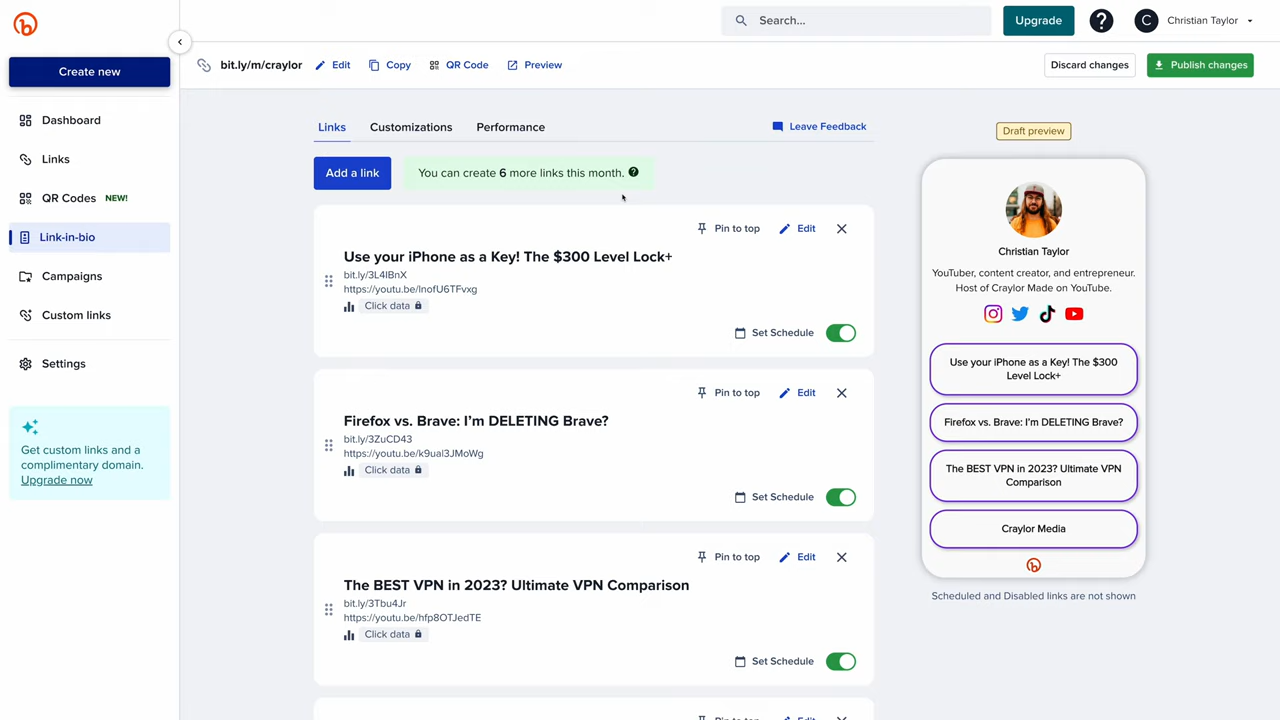 Search...
Upgrade
?
C
Christian Taylor
Create new
bit.ly/m/craylor
Edit
Copy
QR Code
Preview
Discard changes
Publish changes
Dashboard
Links
QR Codes NEW!
Link-in-bio
Campaigns
Custom links
Settings
Get custom links and a
complimentary domain.
Upgrade now
Links
Customizations
Performance
Leave Feedback
Add a link
You can create 6 more links this month. ?
Pin to top
Edit
Use your iPhone as a Key! The $300 Level Lock+
bit.ly/3L4IBnX
https://youtu.be/lnofU6TFvxg
Click data
Set Schedule
Pin to top
Edit
Firefox vs. Brave: I'm DELETING Brave?
bit.ly/3ZuCD43
https://youtu.be/k9ual3JMoWg
Click data
Set Schedule
Pin to top
Edit
The BEST VPN in 2023? Ultimate VPN Comparison
bit.ly/3Tbu4Jr
https://youtu.be/hfp8OTJedTE
Click data
Set Schedule
Pin to top
Edit
Draft preview
Christian Taylor
YouTuber, content creator, and entrepreneur.
Host of Craylor Made on YouTube.
Use your iPhone as a Key! The $300
Level Lock+
Firefox vs. Brave: I'm DELETING Brave?
The BEST VPN in 2023? Ultimate VPN
Comparison
Craylor Media
Scheduled and Disabled links are not shown